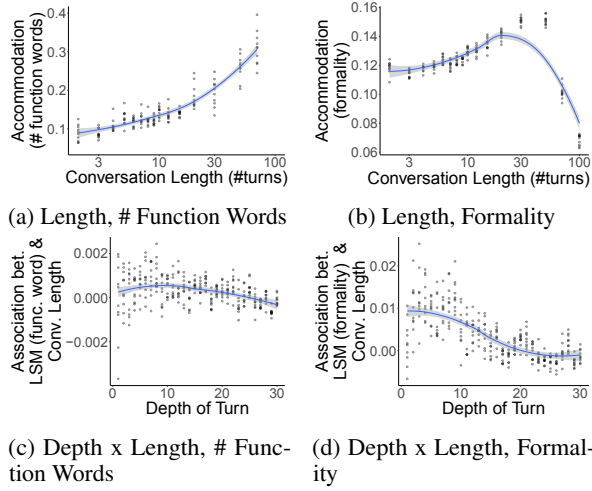 Accommodation
(# function words)
0.4
0.3
0.2
0.1
3 10 30 100
Conversation Length (#turns)
(a) Length, # Function Words
Accommodation
(formality)
0.16
0.14
0.12
0.10
0.08
0.06
3 10 30 100
Conversation Length (#turns)
(b) Length, Formality
Association bet.
LSM (func. word) &
Conv. Length
0.002
0.000
−0.002
0 10 20 30
Depth of Turn
(c) Depth x Length, # Func-
tion Words
Association bet.
LSM (formality) &
Conv. Length
0.02
0.01
0.00
0 10 20 30
Depth of Turn
(d) Depth x Length, Formal-
ity